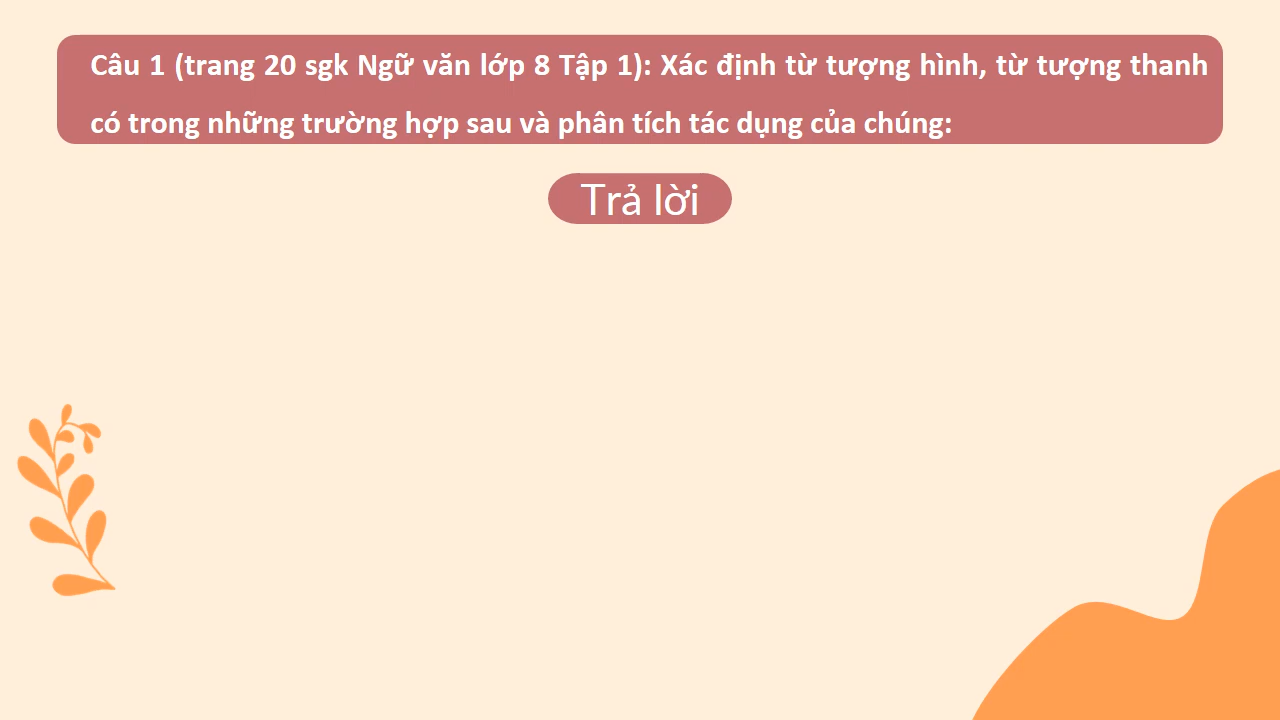 Câu 1 (trang 20 sgk Ngữ văn lớp 8 Tập 1): Xác định từ tượng hình, từ tượng thanh
có trong những trường hợp sau và phân tích tác dụng của chúng:
Trả lời